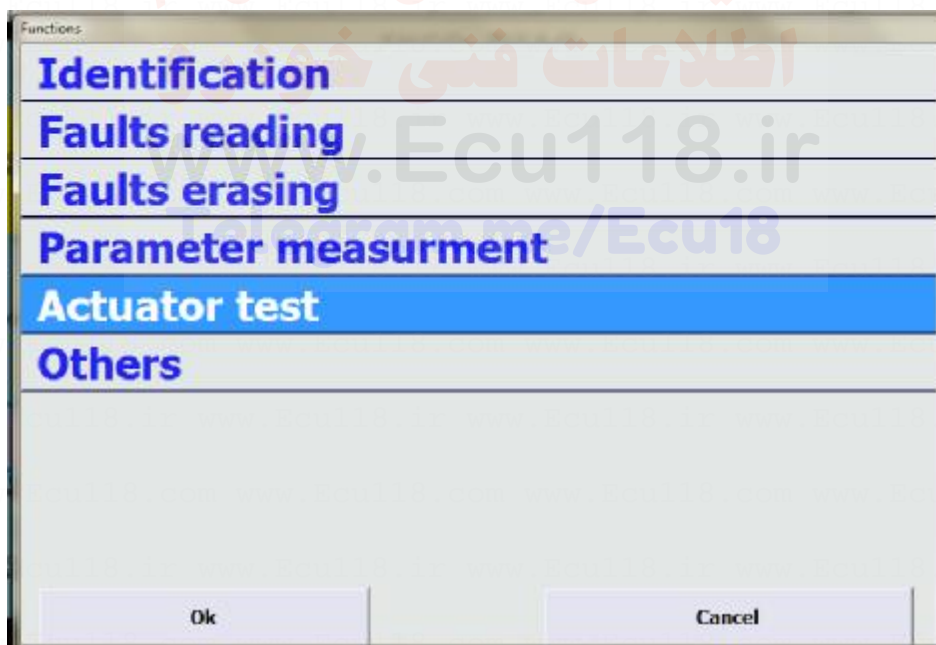 Functions
اطلاعات فنی خودرو
Identification
Faults reading
www.Ecu118.ir
Faults erasing
Telegram.me/Ecu18
Parameter measurment
Actuator test
Others
Ok
Cancel